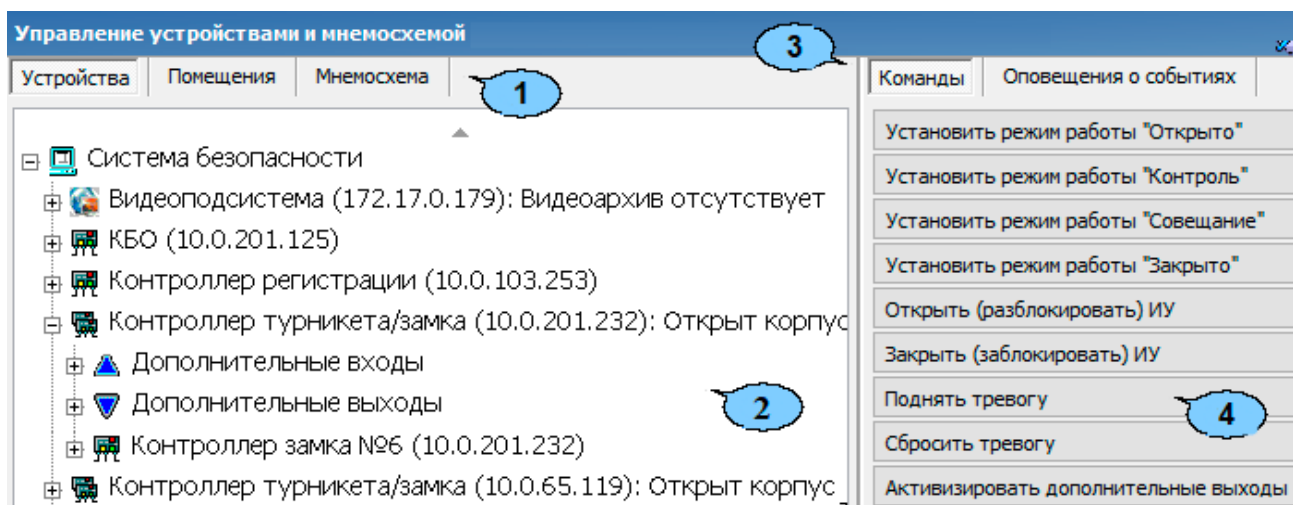 Управление устройствами и мнемосхемой
3
Устройства Помещения Мнемосхема
1
Команды Оповещения о событиях
Система безопасности
Видеоподсистема (172.17.0.179): Видеоархив отсутствует
КБО (10.0.201.125)
Контроллер регистрации (10.0.103.253)
Контроллер турникета/замка (10.0.201.232): Открыт корпус
Дополнительные входы
Дополнительные выходы
2
Контроллер замка №6 (10.0.201.232)
Контроллер турникета/замка (10.0.65.119): Открыт корпус
Установить режим работы "Открыто"
Установить режим работы "Контроль"
Установить режим работы "Совещание"
Установить режим работы "Закрыто"
Открыть (разблокировать) ИУ
Закрыть (заблокировать) ИУ
Поднять тревогу
4
Сбросить тревогу
Активизировать дополнительные выходы